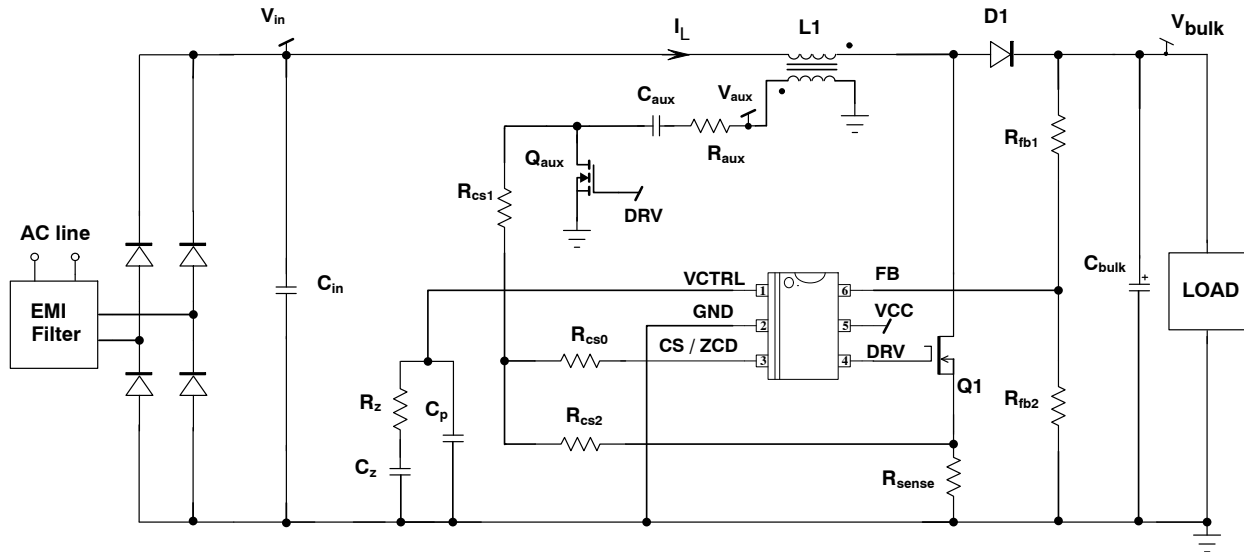 Vin
IL
L1
D1
Vbulk
Caux
Vaux
Raux
Qaux
DRV
Rcs1
Rfb1
AC line
EMI
Filter
Cin
VCTRL
FB
GND
VCC
CS / ZCD
DRV
1
2
3
6
5
4
Rcs0
Q1
Cbulk
+
LOAD
Rz
Cp
Rcs2
Rfb2
Cz
Rsense